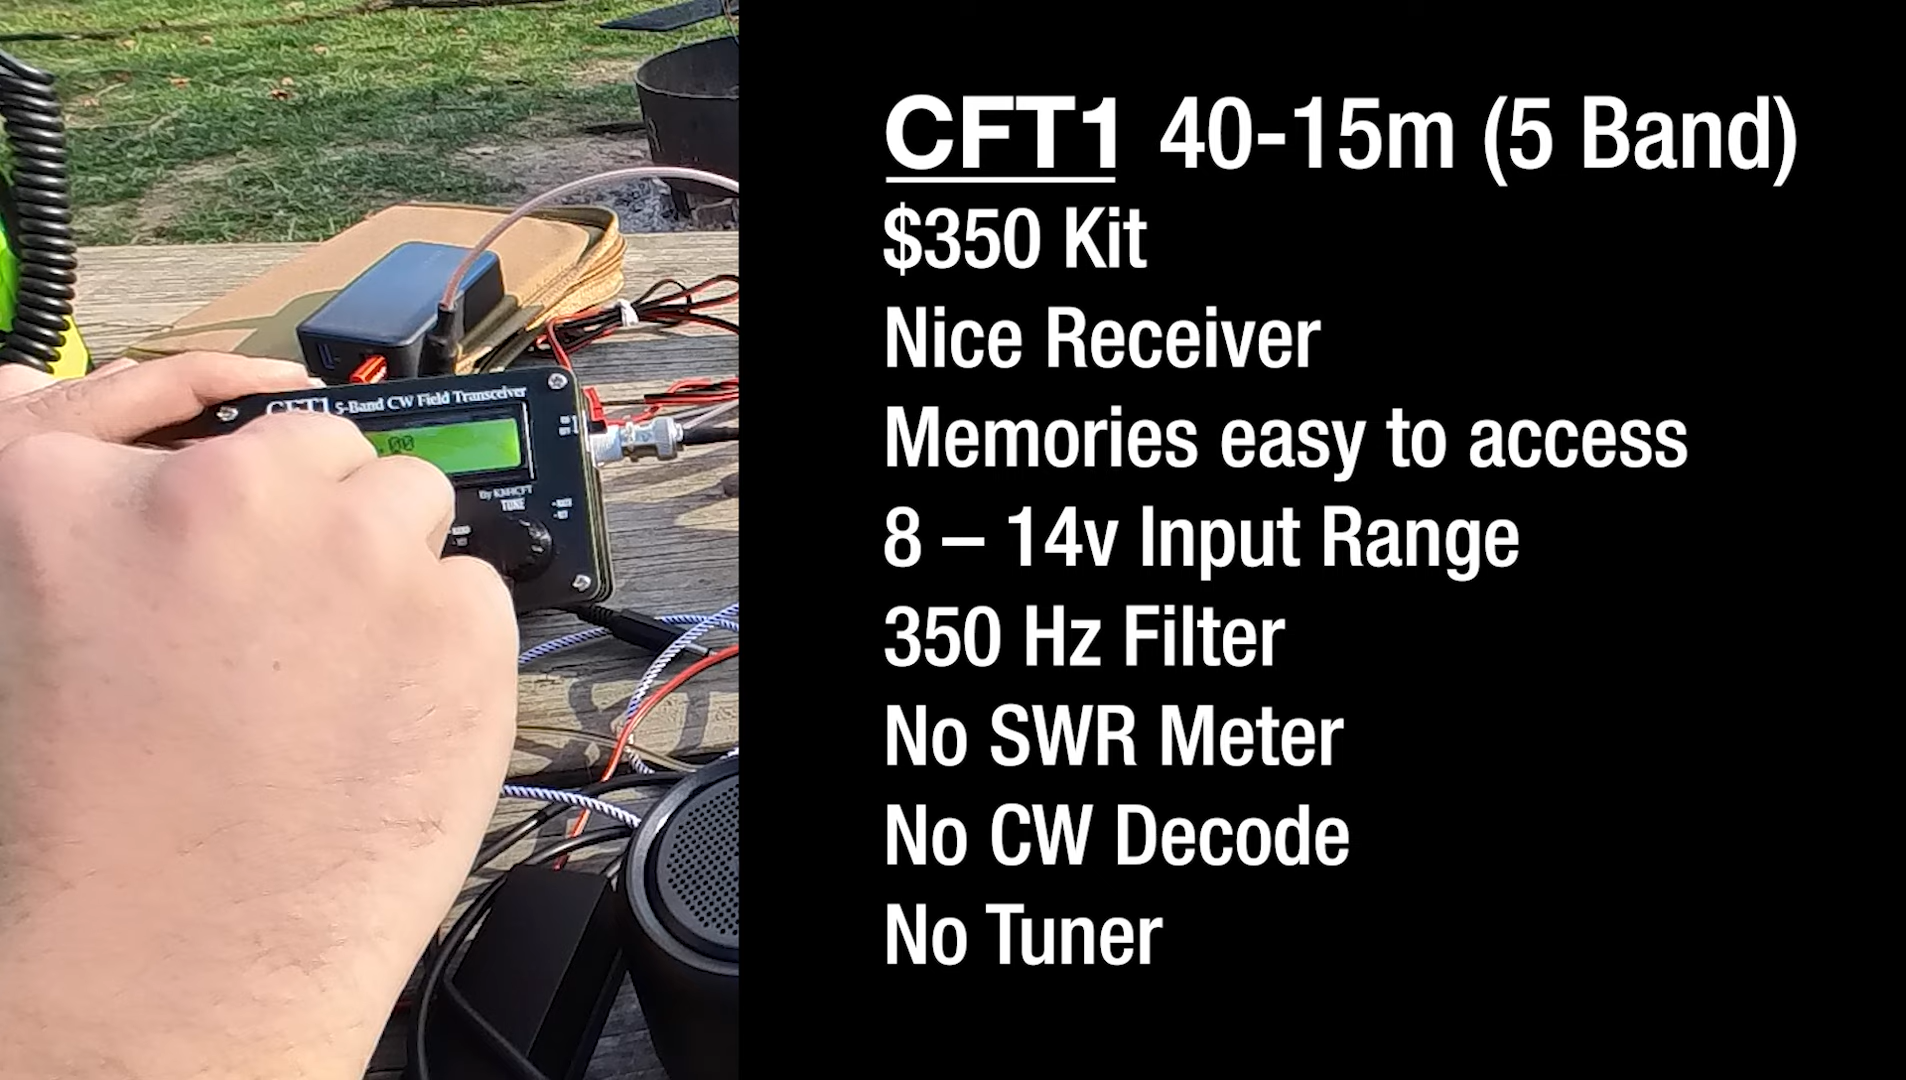 CFT1 40-15m (5 Band)
$350 Kit
Nice Receiver
Memories easy to access
8 – 14v Input Range
350 Hz Filter
No SWR Meter
No CW Decode
No Tuner
CFT1 5-Band CW Field Transceiver
.00
TUNE